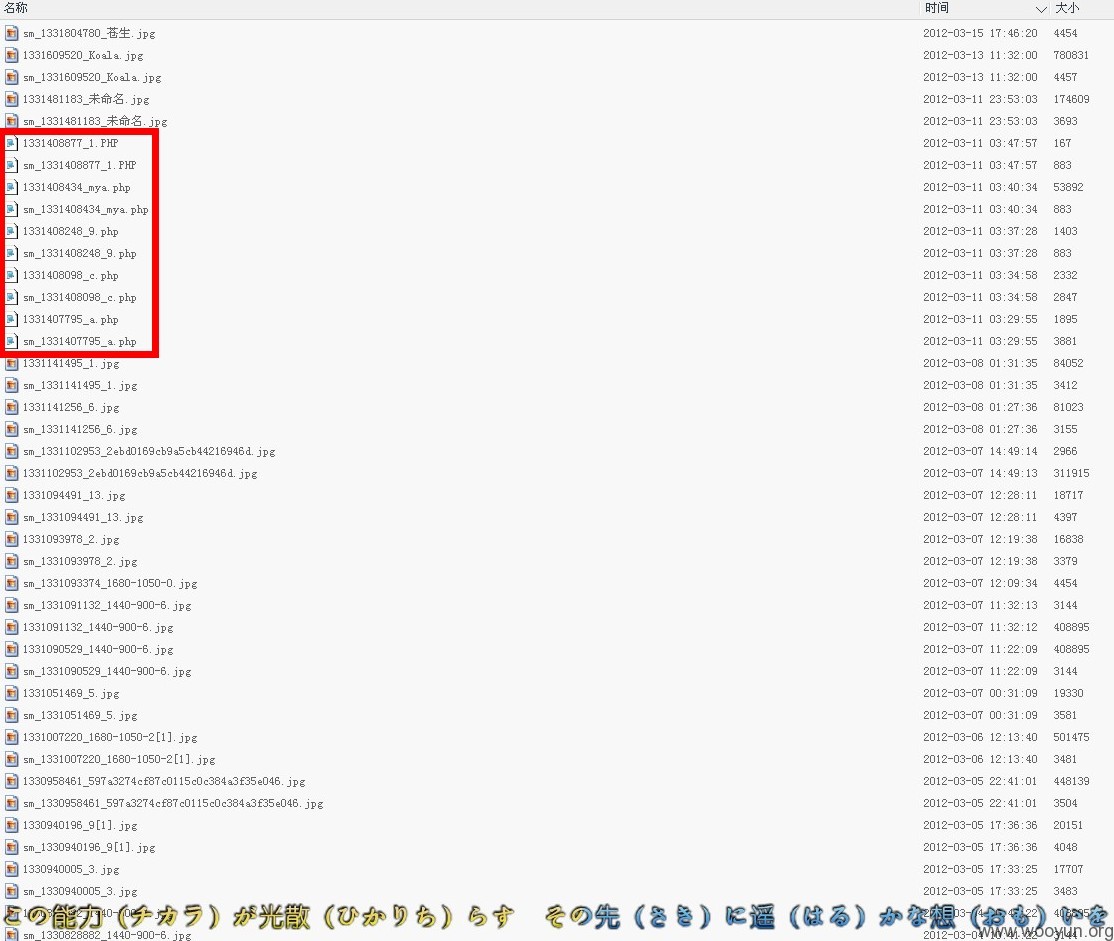 名称 时间 大小
sm_1331804780_苍生.jpg 2012-03-15 17:46:20 4454
1331609520_Koala.jpg 2012-03-13 11:32:00 780831
sm_1331609520_Koala.jpg 2012-03-13 11:32:00 4457
1331481183_未命名.jpg 2012-03-11 23:53:03 174609
sm_1331481183_未命名.jpg 2012-03-11 23:53:03 3693
1331408877_1.PHP 2012-03-11 03:47:57 167
sm_1331408877_1.PHP 2012-03-11 03:47:57 883
1331408434_mya.php 2012-03-11 03:40:34 53892
sm_1331408434_mya.php 2012-03-11 03:40:34 883
1331408248_9.php 2012-03-11 03:37:28 1403
sm_1331408248_9.php 2012-03-11 03:37:28 883
1331408098_c.php 2012-03-11 03:34:58 2332
sm_1331408098_c.php 2012-03-11 03:34:58 2847
1331407795_a.php 2012-03-11 03:29:55 1895
sm_1331407795_a.php 2012-03-11 03:29:55 3881
1331141495_1.jpg 2012-03-08 01:31:35 84052
sm_1331141495_1.jpg 2012-03-08 01:31:35 3412
1331141256_6.jpg 2012-03-08 01:27:36 81023
sm_1331141256_6.jpg 2012-03-08 01:27:36 3155
sm_1331102953_2ebd0169cb9a5cb44216946d.jpg 2012-03-07 14:49:14 2966
1331102953_2ebd0169cb9a5cb44216946d.jpg 2012-03-07 14:49:13 311915
1331094491_13.jpg 2012-03-07 12:28:11 18717
sm_1331094491_13.jpg 2012-03-07 12:28:11 4397
1331093978_2.jpg 2012-03-07 12:19:38 16838
sm_1331093978_2.jpg 2012-03-07 12:19:38 3379
sm_1331093374_1680-1050-0.jpg 2012-03-07 12:09:34 4454
sm_1331091132_1440-900-6.jpg 2012-03-07 11:32:13 3144
1331091132_1440-900-6.jpg 2012-03-07 11:32:12 408895
1331090529_1440-900-6.jpg 2012-03-07 11:22:09 408895
sm_1331090529_1440-900-6.jpg 2012-03-07 11:22:09 3144
1331051469_5.jpg 2012-03-07 00:31:09 19330
sm_1331051469_5.jpg 2012-03-07 00:31:09 3581
1331007220_1680-1050-2[1].jpg 2012-03-06 12:13:40 501475
sm_1331007220_1680-1050-2[1].jpg 2012-03-06 12:13:40 3481
1330958461_597a3274cf87c0115c0c384a3f35e046.jpg 2012-03-05 22:41:01 448139
sm_1330958461_597a3274cf87c0115c0c384a3f35e046.jpg 2012-03-05 22:41:01 3504
1330940196_9[1].jpg 2012-03-05 17:36:36 20151
sm_1330940196_9[1].jpg 2012-03-05 17:36:36 4048
1330940005_3.jpg 2012-03-05 17:33:25 17707
sm_1330940005_3.jpg 2012-03-05 17:33:25 3483
この能力（チカラ）が光散（ひかりち）らす その先（さき）に遥（はる）かな想（おも）いを
sm_1330828882_1440-900-6.jpg
www.wooyun.org